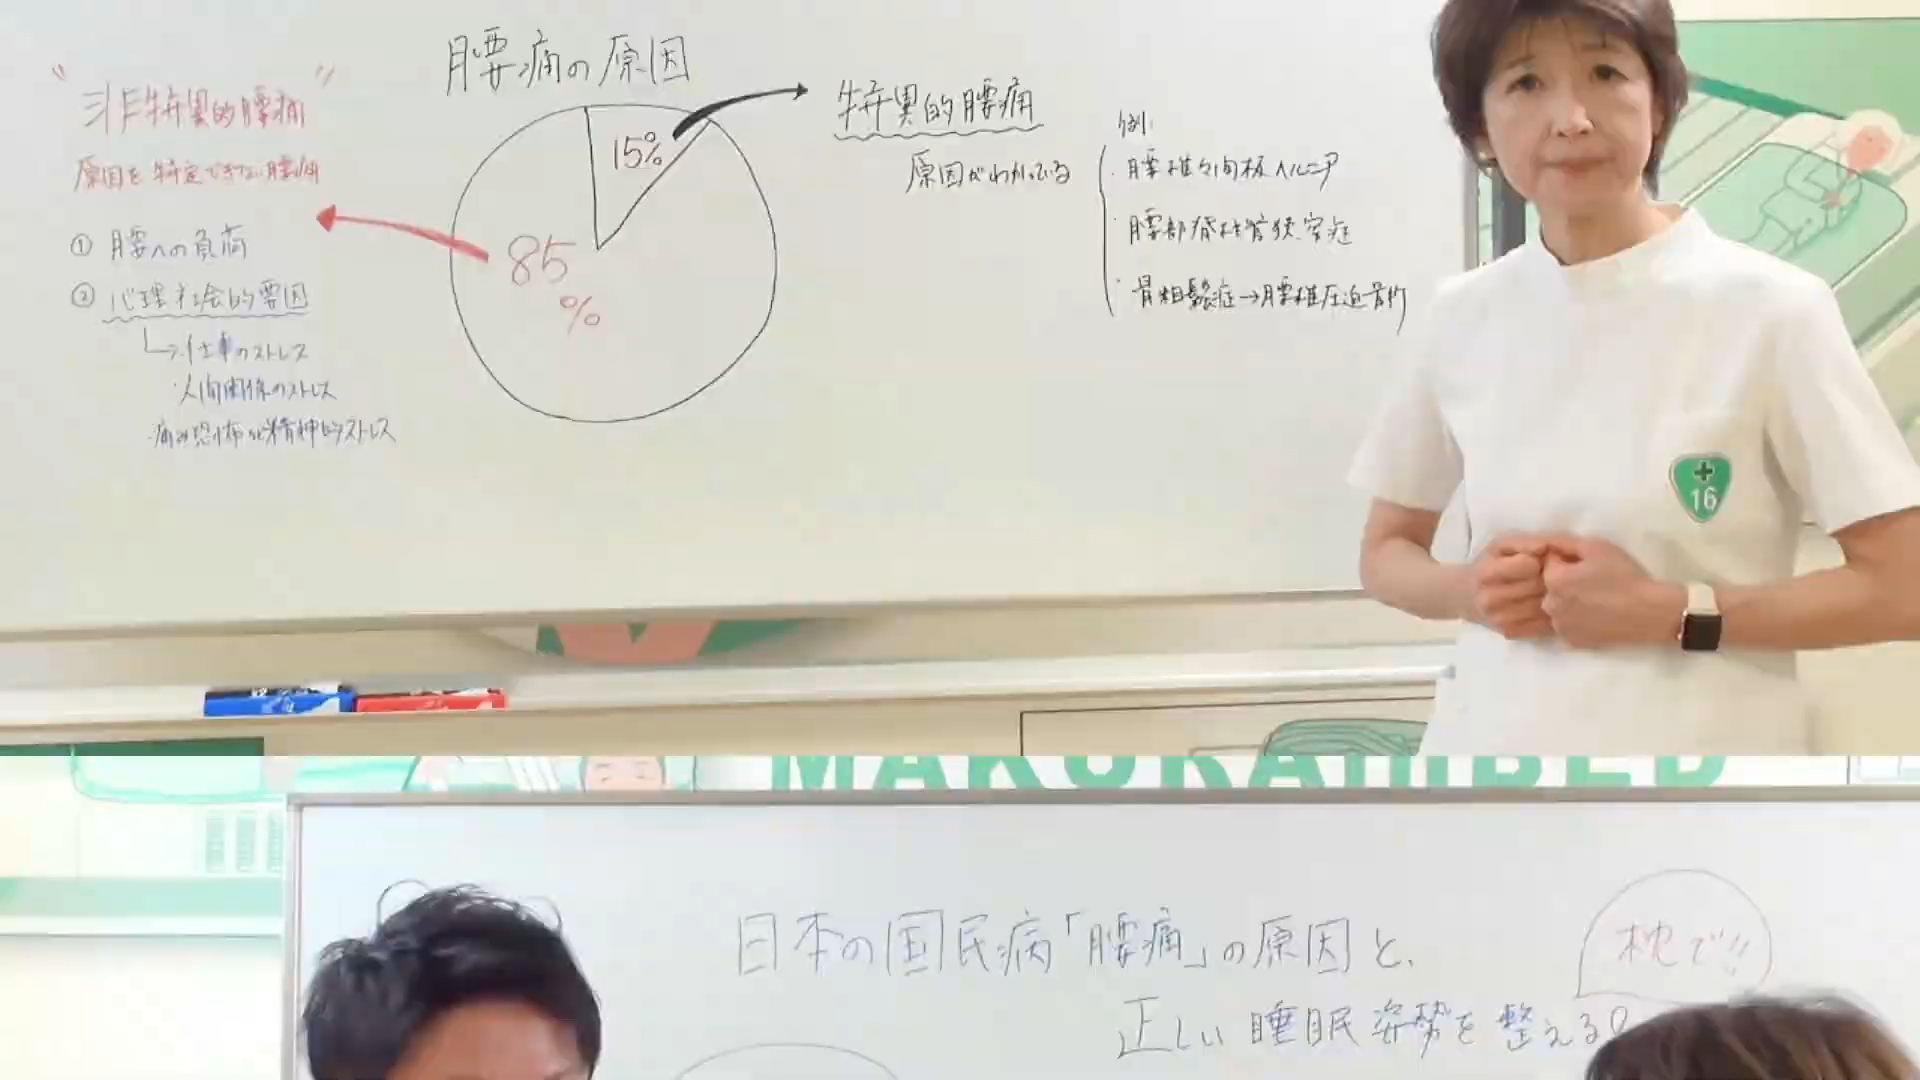 腰痛の原因
"非特異的腰痛"
原因を特定できない腰痛
① 腰への負荷
② 心理社会的要因
→・仕事のストレス
・人間関係のストレス
・痛み恐怖など精神的ストレス
15%
85
%
特異的腰痛
原因がわかっている
例)
・腰椎々間板ヘルニア
・腰部脊柱管狭窄症
・骨粗鬆症→腰椎圧迫骨折
16
MAKURAniBED
日本の国民病「腰痛」の原因と、
正しい睡眠姿勢を整える
枕で!!